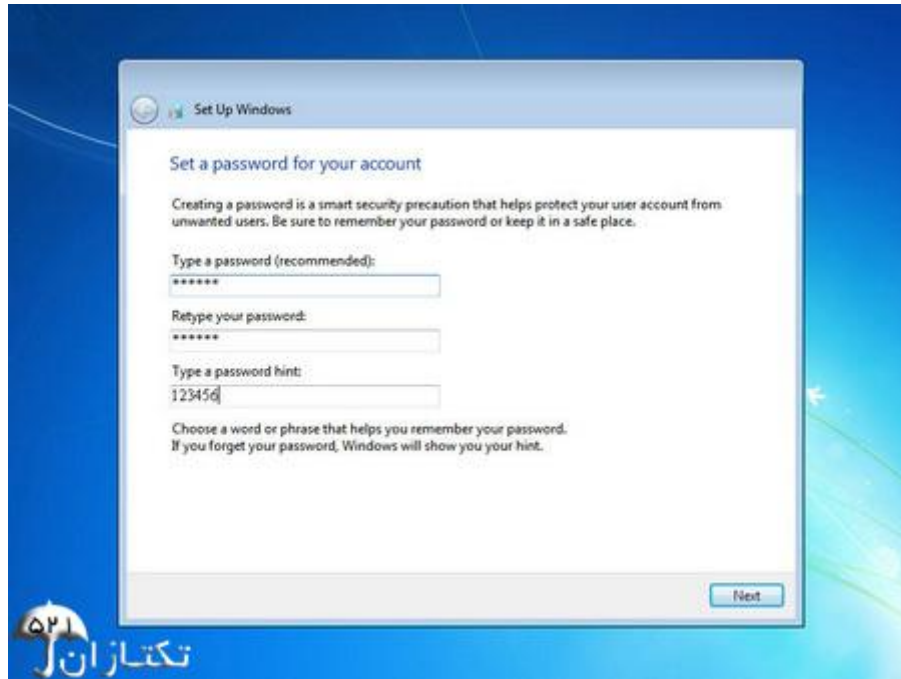 Set Up Windows
Set a password for your account
Creating a password is a smart security precaution that helps protect your user account from
unwanted users. Be sure to remember your password or keep it in a safe place.
Type a password (recommended):
******
Retype your password:
******
Type a password hint:
123456
Choose a word or phrase that helps you remember your password.
If you forget your password, Windows will show you your hint.
Next
۵۲۱
تکتازان